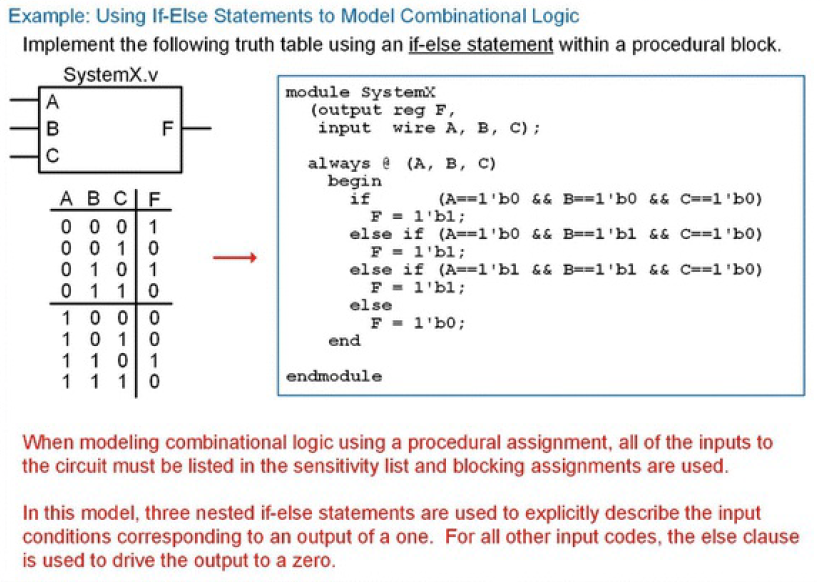 Example: Using If-Else Statements to Model Combinational Logic
Implement the following truth table using an if-else statement within a procedural block.
SystemX.v
A
B
C
F
A B C F
0 0 0 1
0 0 1 0
0 1 0 1
0 1 1 0
1 0 0 0
1 0 1 0
1 1 0 1
1 1 1 0
module SystemX
(output reg F,
input wire A, B, C);
always @ (A, B, C)
begin
if (A==1'b0 && B==1'b0 && C==1'b0)
F = 1'b1;
else if (A==1'b0 && B==1'b1 && C==1'b0)
F = 1'b1;
else if (A==1'b1 && B==1'b1 && C==1'b0)
F = 1'b1;
else
F = 1'b0;
end
endmodule
When modeling combinational logic using a procedural assignment, all of the inputs to
the circuit must be listed in the sensitivity list and blocking assignments are used.
In this model, three nested if-else statements are used to explicitly describe the input
conditions corresponding to an output of a one. For all other input codes, the else clause
is used to drive the output to a zero.